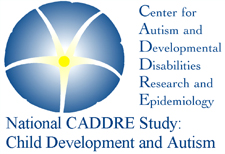 Center for
Autism and
Developmental
Disabilities
Research and
Epidemiology
National CADDRE Study:
Child Development and Autism